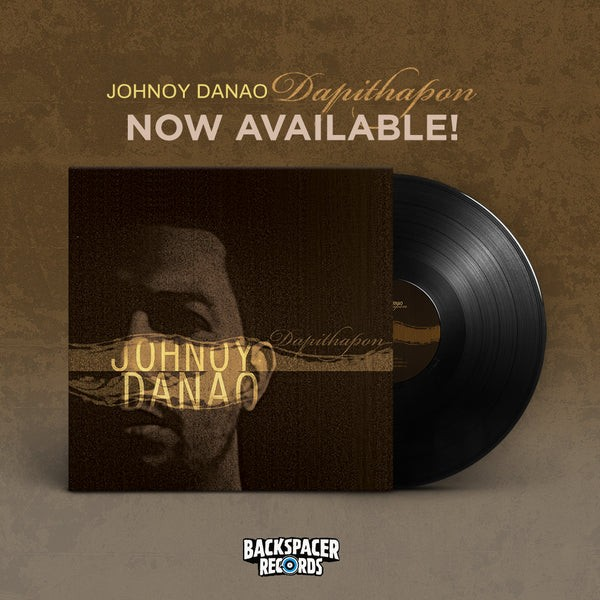 JOHNOY DANAO Dapithapon
NOW AVAILABLE!
Dapithapon
JOHNOY
DANAO
BACKSPACER
RECORDS